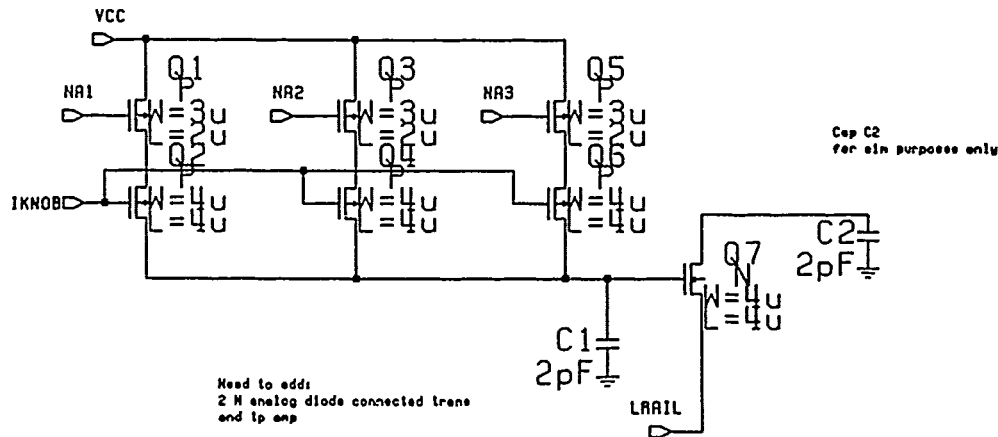 VCC
Q1
P
Q3
P
Q5
P
NA1
NA2
NA3
W=3u
L=2u
W=3u
L=2u
W=3u
L=2u
Cap C2
for sim purposes only
Q2
P
Q4
P
Q6
P
IKNOB
W=4u
L=4u
W=4u
L=4u
W=4u
L=4u
C2
2pF
Q7
N
W=4u
L=4u
C1
2pF
Need to add:
2 N analog diode connected trans
and tp amp
LRAIL